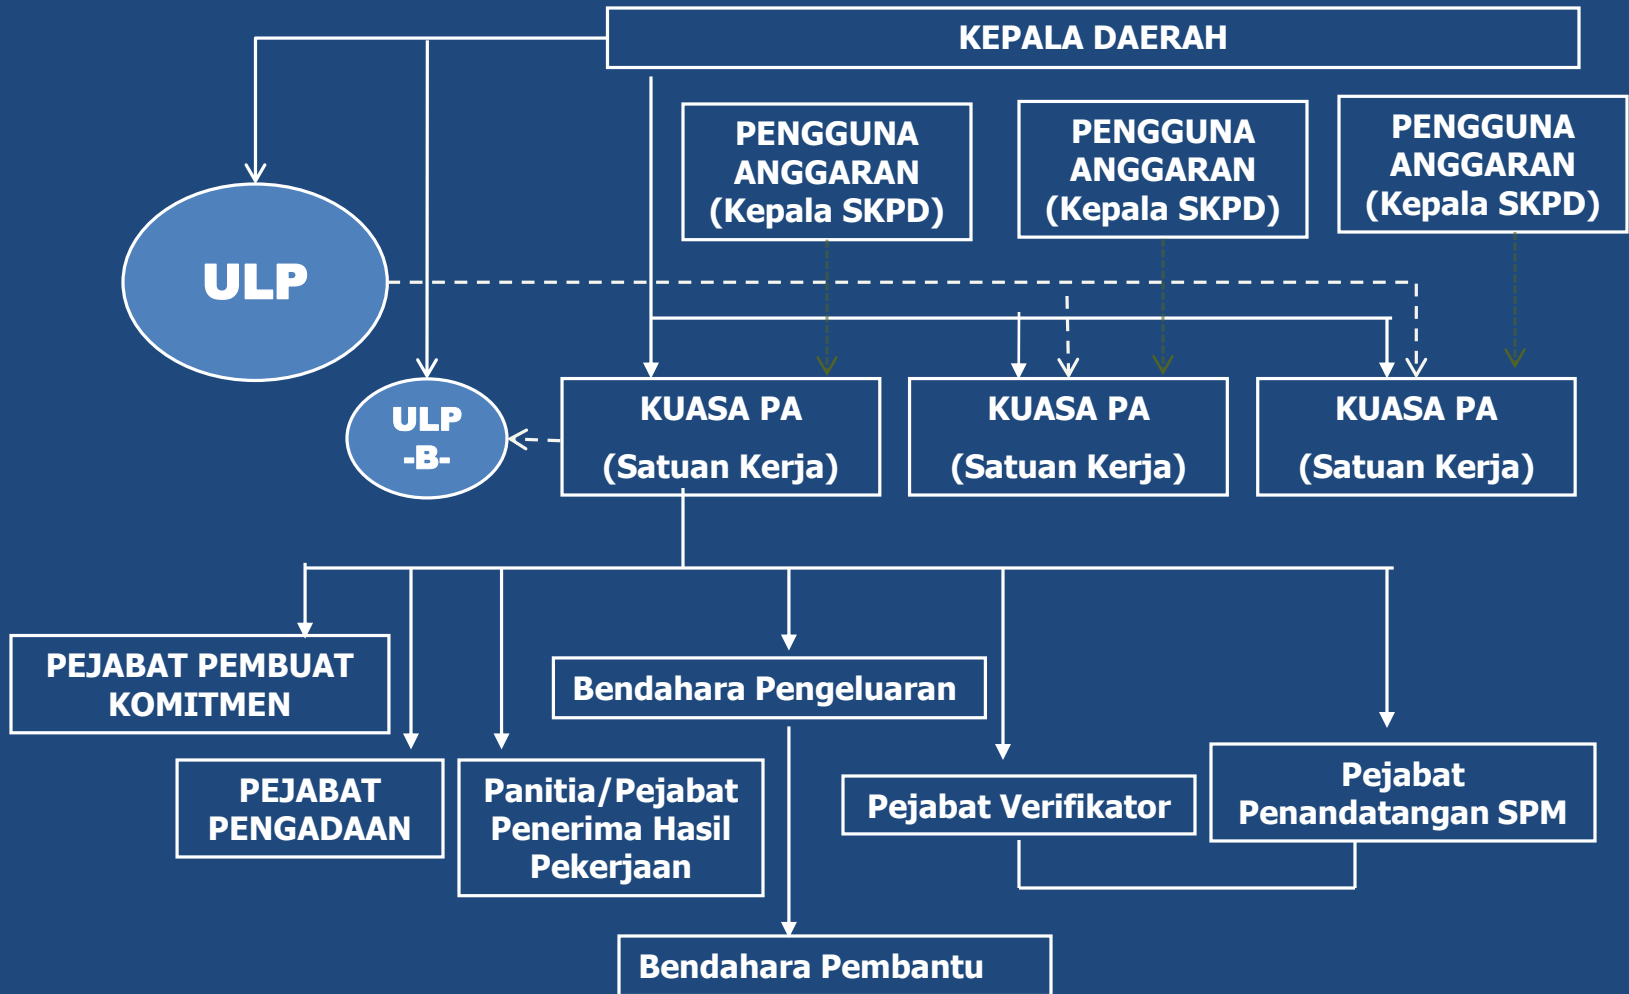 KEPALA DAERAH
PENGGUNA
ANGGARAN
(Kepala SKPD)
PENGGUNA
ANGGARAN
(Kepala SKPD)
PENGGUNA
ANGGARAN
(Kepala SKPD)
ULP
ULP
-B-
KUASA PA
(Satuan Kerja)
KUASA PA
(Satuan Kerja)
KUASA PA
(Satuan Kerja)
PEJABAT PEMBUAT
KOMITMEN
Bendahara Pengeluaran
PEJABAT
PENGADAAN
Panitia/Pejabat
Penerima Hasil
Pekerjaan
Pejabat Verifikator
Pejabat
Penandatangan SPM
Bendahara Pembantu